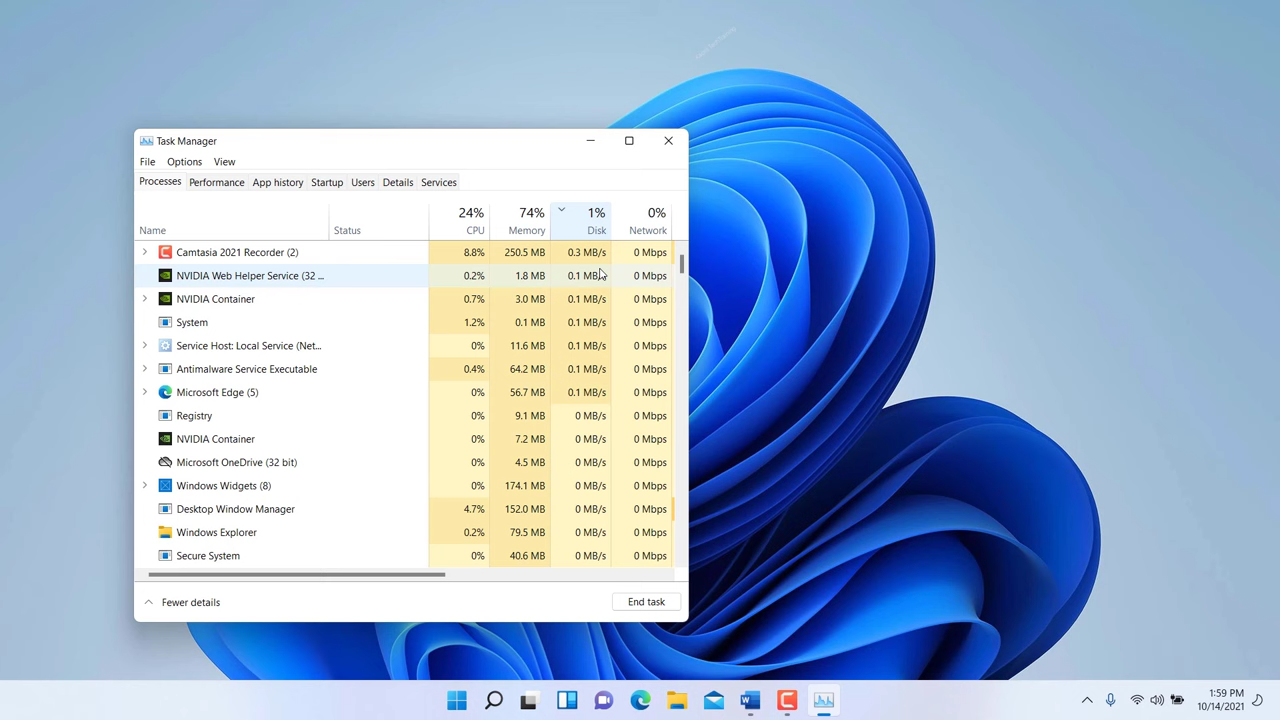 Task Manager
File Options View
Processes Performance App history Startup Users Details Services
24% 74% 1% 0%
Name Status CPU Memory Disk Network
Camtasia 2021 Recorder (2) 8.8% 250.5 MB 0.3 MB/s 0 Mbps
NVIDIA Web Helper Service (32 ... 0.2% 1.8 MB 0.1 MB/s 0 Mbps
NVIDIA Container 0.7% 3.0 MB 0.1 MB/s 0 Mbps
System 1.2% 0.1 MB 0.1 MB/s 0 Mbps
Service Host: Local Service (Net... 0% 11.6 MB 0.1 MB/s 0 Mbps
Antimalware Service Executable 0.4% 64.2 MB 0.1 MB/s 0 Mbps
Microsoft Edge (5) 0% 56.7 MB 0.1 MB/s 0 Mbps
Registry 0% 9.1 MB 0 MB/s 0 Mbps
NVIDIA Container 0% 7.2 MB 0 MB/s 0 Mbps
Microsoft OneDrive (32 bit) 0% 4.5 MB 0 MB/s 0 Mbps
Windows Widgets (8) 0% 174.1 MB 0 MB/s 0 Mbps
Desktop Window Manager 4.7% 152.0 MB 0 MB/s 0 Mbps
Windows Explorer 0.2% 79.5 MB 0 MB/s 0 Mbps
Secure System 0% 40.6 MB 0 MB/s 0 Mbps
Fewer details End task
1:59 PM
10/14/2021